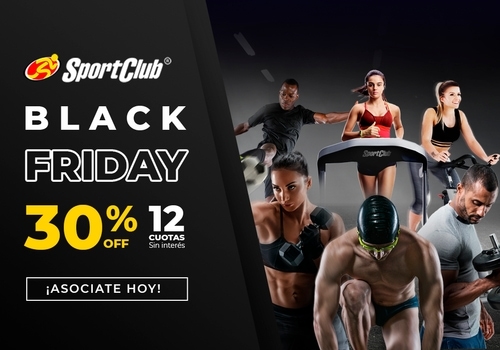 SportClub®
BLACK
FRIDAY
30%
OFF
12
CUOTAS
Sin interés
¡ASOCIATE HOY!
SportClub